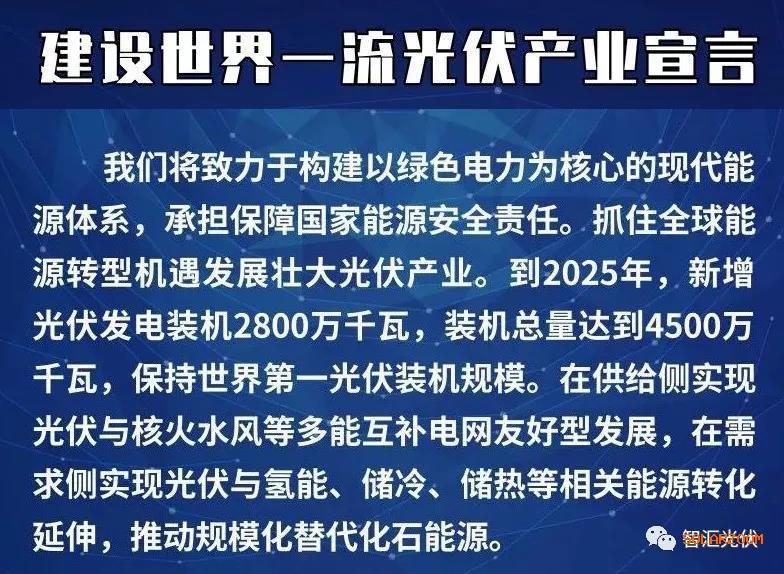 建设世界一流光伏产业宣言
我们将致力于构建以绿色电力为核心的现代能
源体系，承担保障国家能源安全责任。抓住全球能
源转型机遇发展壮大光伏产业。到2025年，新增
光伏发电装机2800万千瓦，装机总量达到4500万
千瓦，保持世界第一光伏装机规模。在供给侧实现
光伏与核火水风等多能互补电网友好型发展，在需
求侧实现光伏与氢能、储冷、储热等相关能源转化
延伸，推动规模化替代化石能源。
智汇光伏